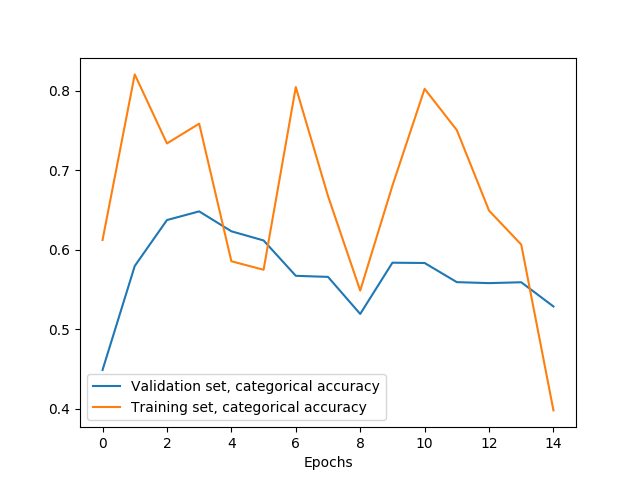 0.8
0.7
0.6
0.5
0.4
Validation set, categorical accuracy
Training set, categorical accuracy
0 2 4 6 8 10 12 14
Epochs